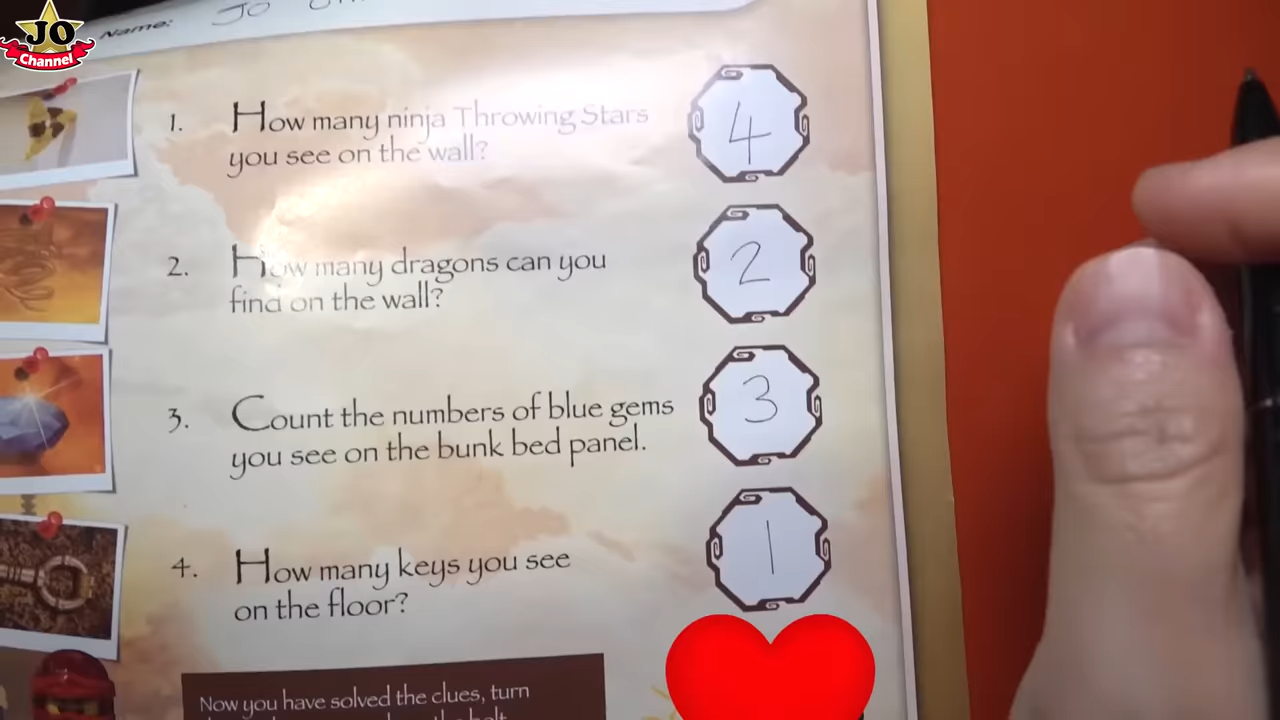 JO
Channel
Name: Jo
1. How many ninja Throwing Stars
you see on the wall?
4
2. How many dragons can you
find on the wall?
2
3. Count the numbers of blue gems
you see on the bunk bed panel.
3
4. How many keys you see
on the floor?
1
Now you have solved the clues, turn